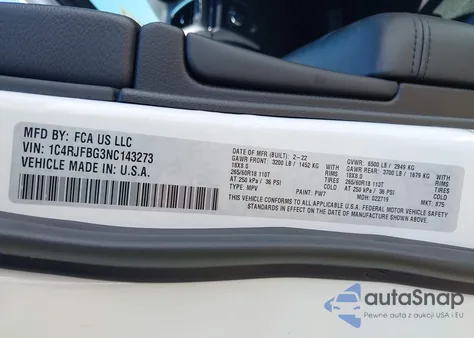 MFD BY: FCA US LLC
VIN: 1C4RJFBG3NC143273
VEHICLE MADE IN: U.S.A.
DATE OF MFR (BUILT): 2-22
GAWR FRONT: 3200 LB / 1452 KG
18X8.0 RIMS
265/60R18 110T TIRES
AT 250 kPa / 36 PSI COLD
TYPE: MPV PAINT: PW7
GVWR: 6500 LB / 2949 KG
GAWR REAR: 3700 LB / 1679 KG
18X8.0 RIMS
265/60R18 110T TIRES
AT 250 kPa / 36 PSI COLD
MDH: 022719 MKT: 875
THIS VEHICLE CONFORMS TO ALL APPLICABLE U.S.A. FEDERAL MOTOR VEHICLE SAFETY
STANDARDS IN EFFECT ON THE DATE OF MANUFACTURE SHOWN ABOVE.
autoSnap
Pewne auta z aukcji USA i EU